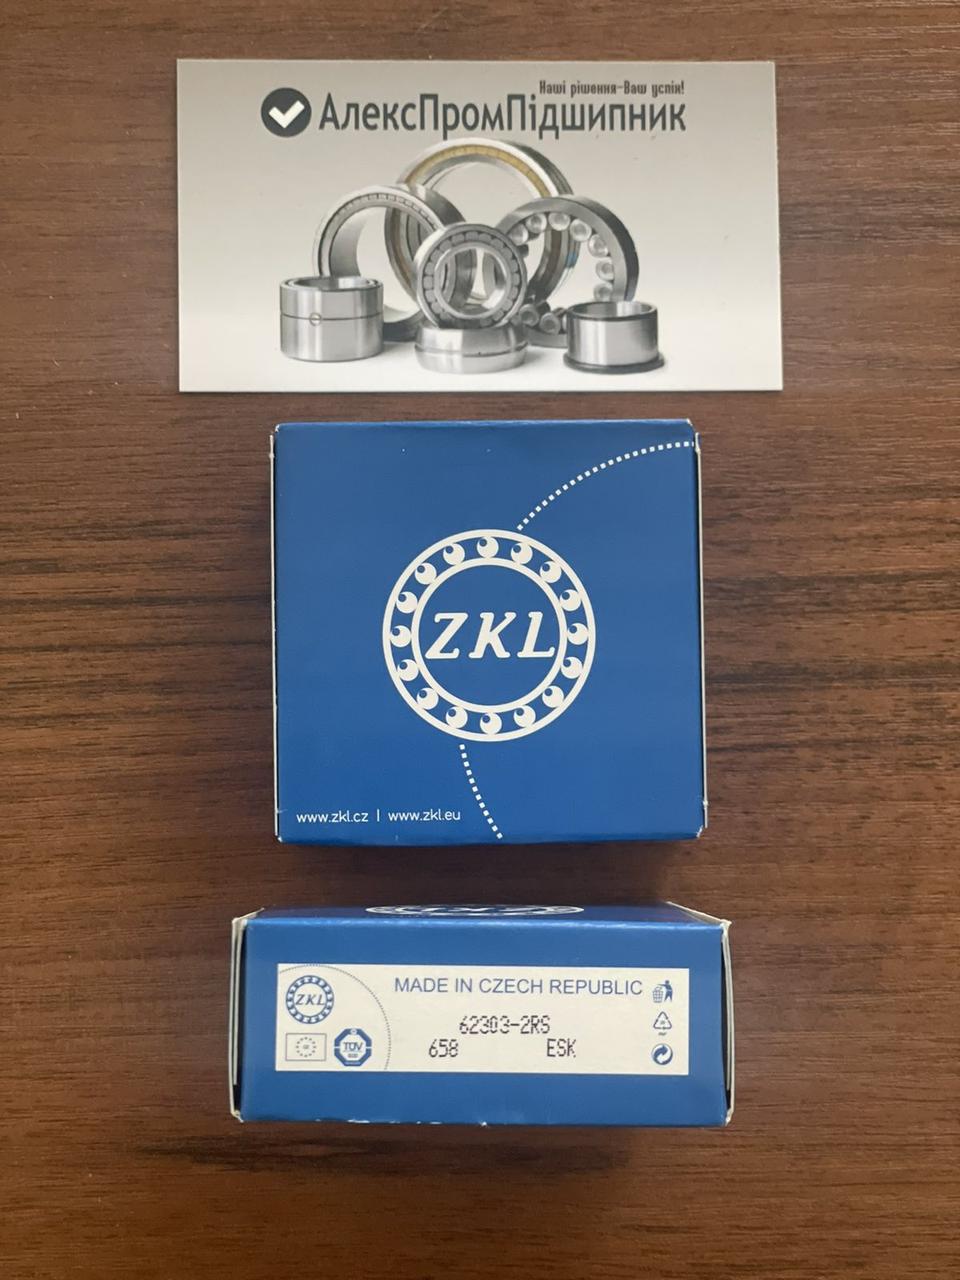 Наші рішення-Ваш успіх!
АлексПромПідшипник
ZKL
www.zkl.cz | www.zkl.eu
ZKL
MADE IN CZECH REPUBLIC
62303-2RS
658 ESK
TÜV